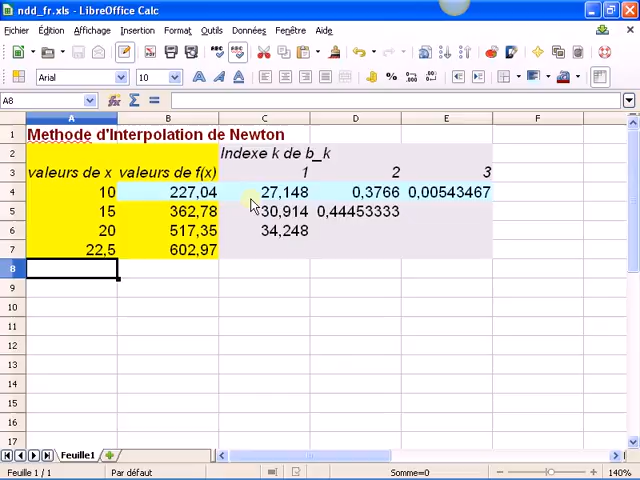 ndd_fr.xls - LibreOffice Calc
Fichier Édition Affichage Insertion Format Outils Données Fenêtre Aide
Arial 10
A8
A B C D E F
1 Methode d'Interpolation de Newton
2 Indexe k de b_k
3 valeurs de x valeurs de f(x) 1 2 3
4 10 227,04 27,148 0,3766 0,00543467
5 15 362,78 30,914 0,44453333
6 20 517,35 34,248
7 22,5 602,97
8
9
10
11
12
13
14
15
16
17
Feuille1
Feuille 1 / 1 Par défaut Somme=0 140%